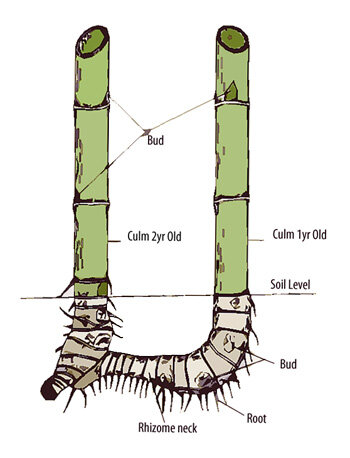 Bud
Culm 2yr Old
Culm 1yr Old
Soil Level
Bud
Root
Rhizome neck